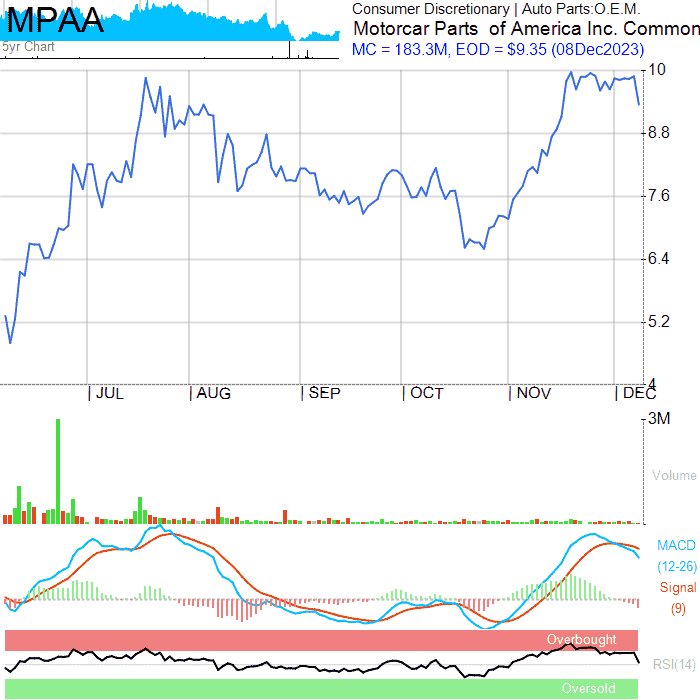 MPAA
5yr Chart
Consumer Discretionary | Auto Parts:O.E.M.
Motorcar Parts of America Inc. Common
MC = 183.3M, EOD = $9.35 (08Dec2023)
10
8.8
7.6
6.4
5.2
4
JUL
AUG
SEP
OCT
NOV
DEC
3M
Volume
MACD
(12-26)
Signal
(9)
Overbought
RSI(14)
Oversold